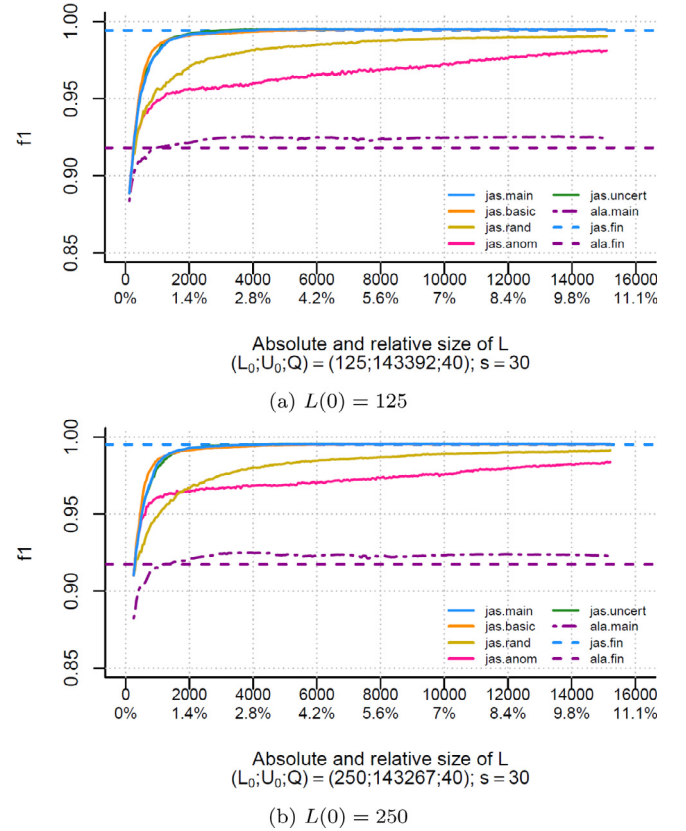 1.00
0.95
0.90
0.85
f1
jas.main jas.uncert
jas.basic ala.main
jas.rand jas.fin
jas.anom ala.fin
0 2000 4000 6000 8000 10000 12000 14000 16000
0% 1.4% 2.8% 4.2% 5.6% 7% 8.4% 9.8% 11.1%
Absolute and relative size of L
(L₀;U₀;Q) = (125;143392;40); s = 30
(a) L(0) = 125
1.00
0.95
0.90
0.85
f1
jas.main jas.uncert
jas.basic ala.main
jas.rand jas.fin
jas.anom ala.fin
0 2000 4000 6000 8000 10000 12000 14000 16000
0% 1.4% 2.8% 4.2% 5.6% 7% 8.4% 9.8% 11.1%
Absolute and relative size of L
(L₀;U₀;Q) = (250;143267;40); s = 30
(b) L(0) = 250